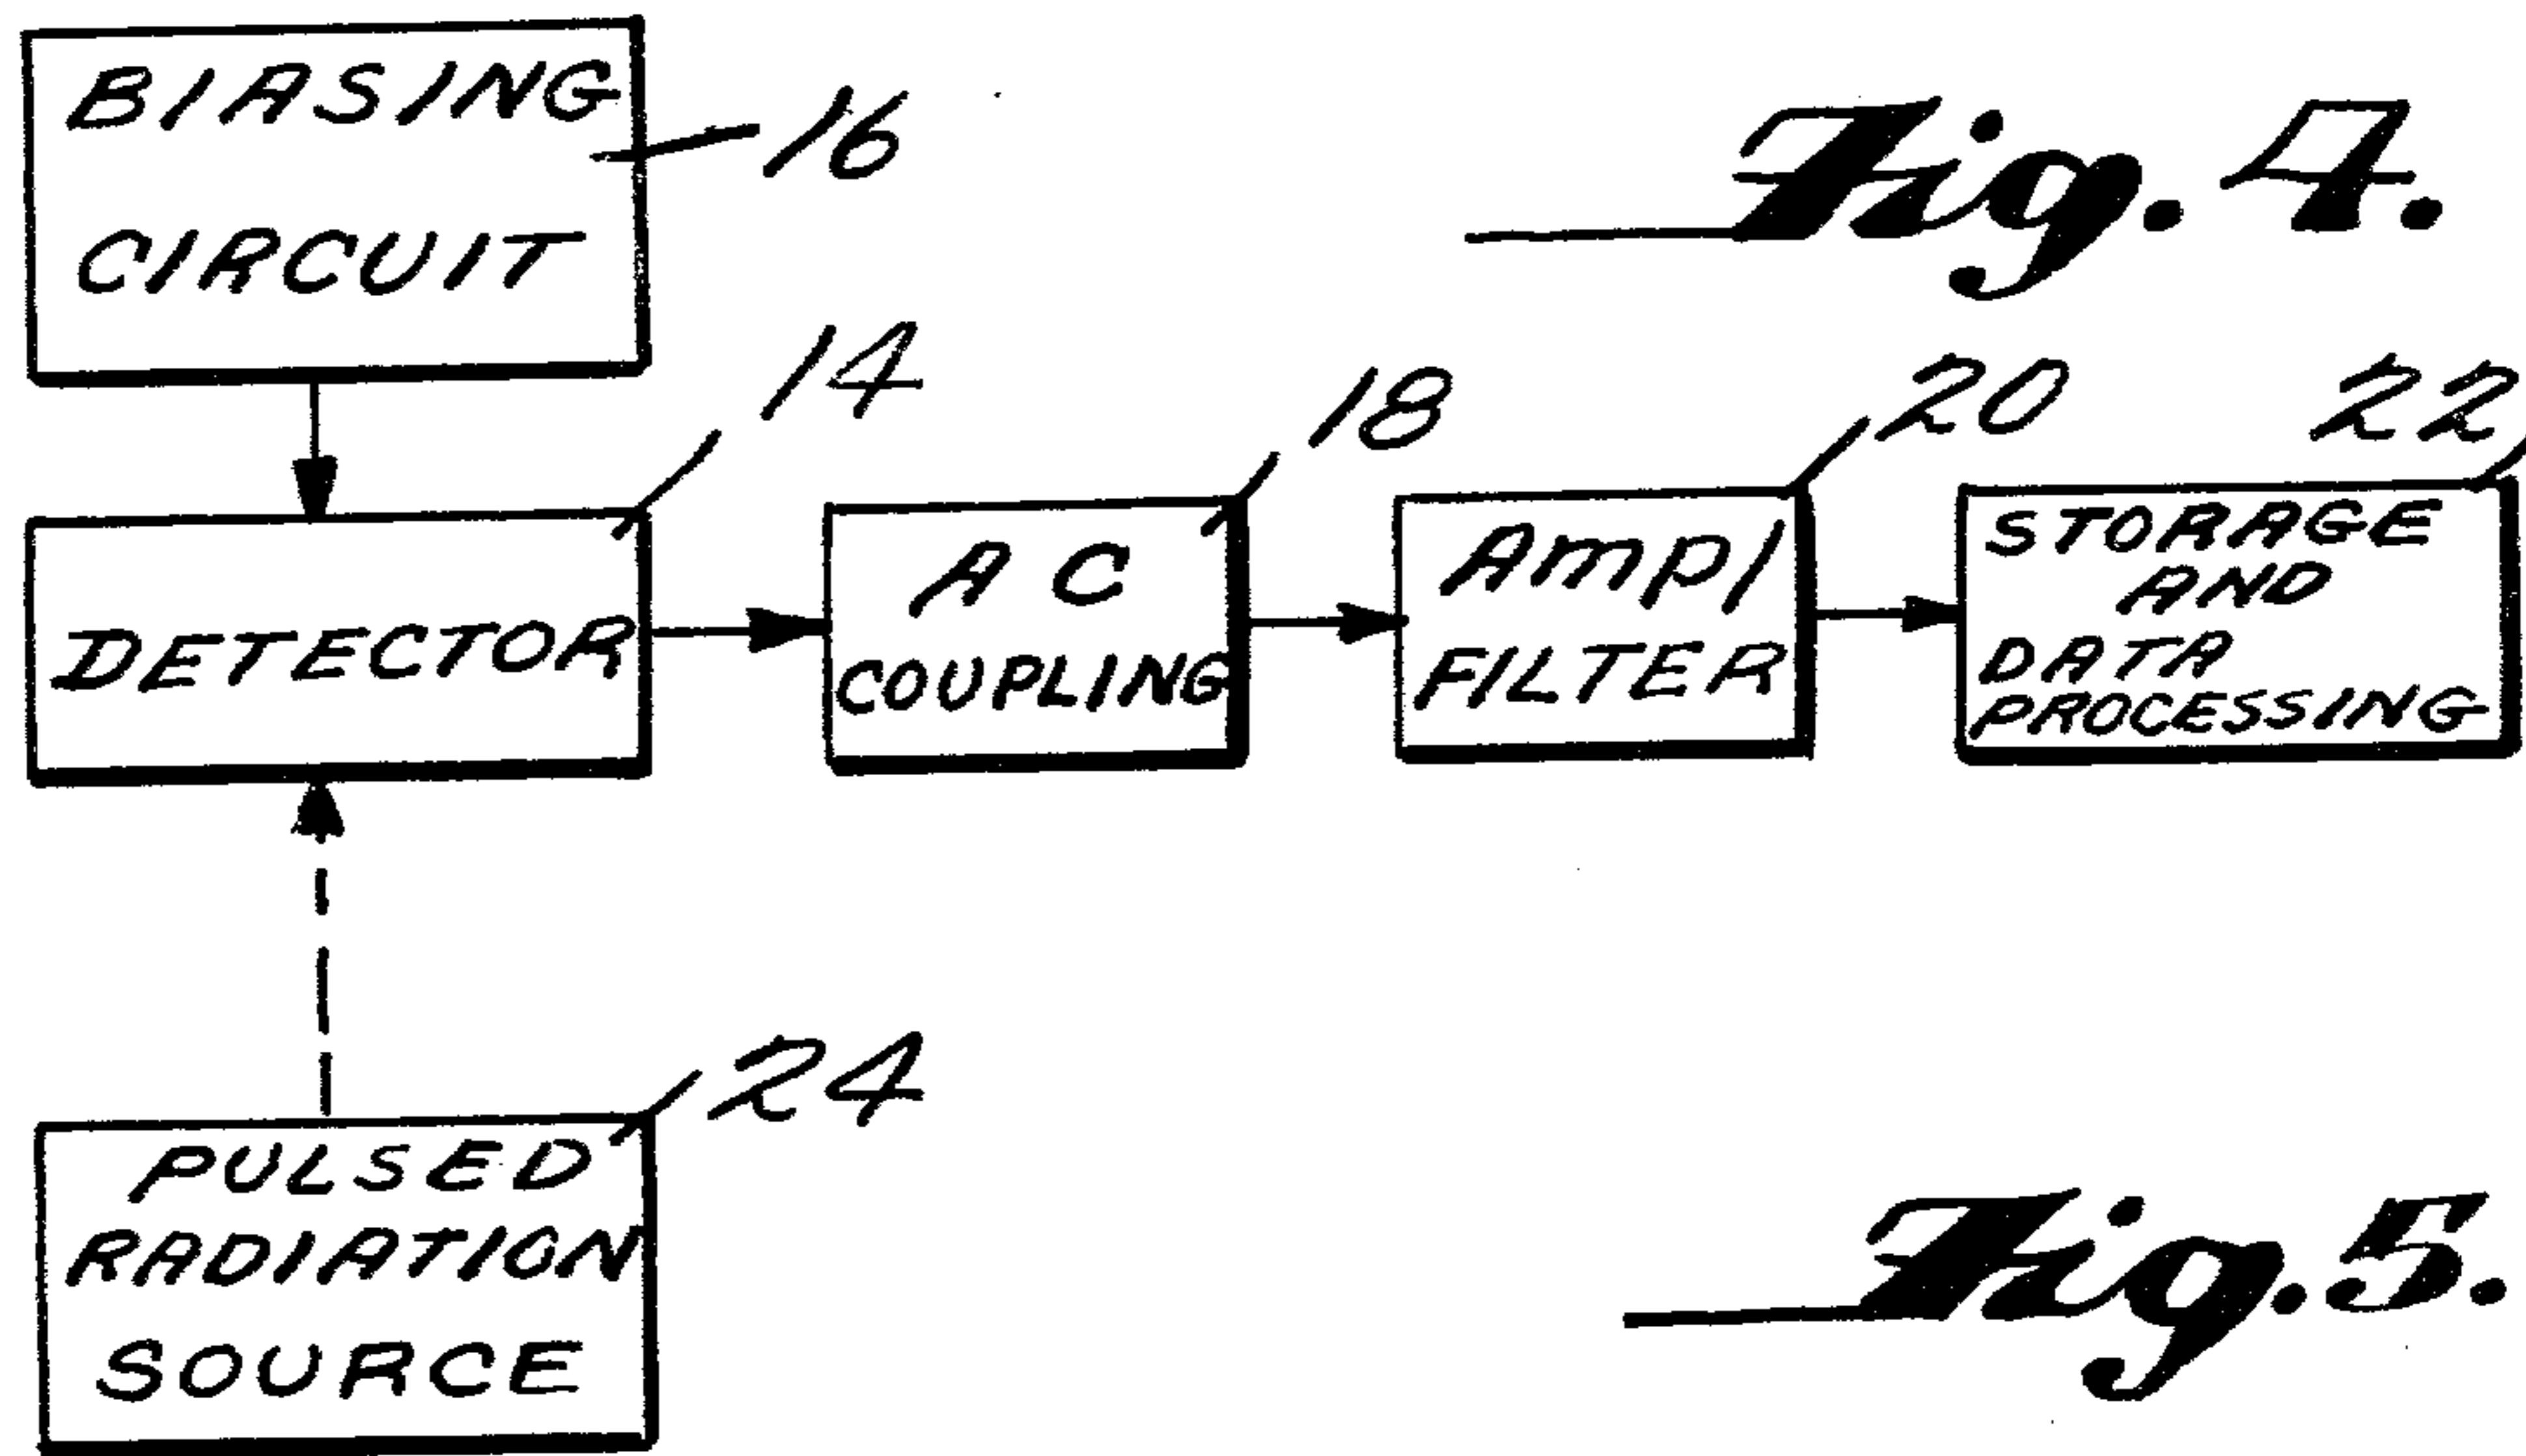 BIASING
CIRCUIT
16
Fig. 4.
14
18
20
22
DETECTOR
AC
COUPLING
AMPl
FILTER
STORAGE
AND
DATA
PROCESSING
24
PULSED
RADIATION
SOURCE
Fig. 5.